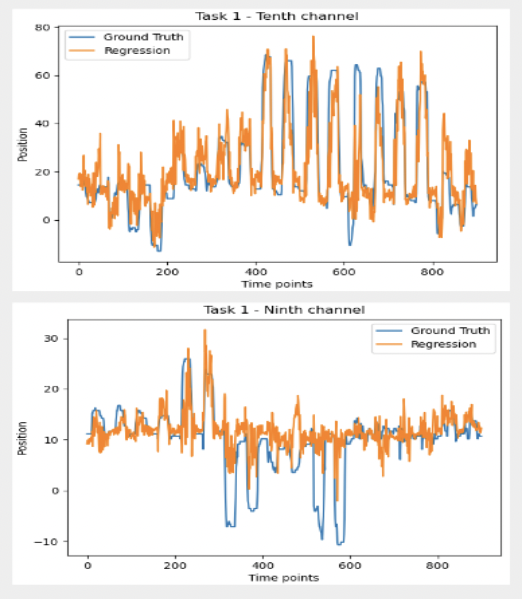 Task 1 - Tenth channel
80
60
40
20
0
Position
Ground Truth
Regression
0 200 400 600 800
Time points
Task 1 - Ninth channel
30
20
10
0
−10
Position
Ground Truth
Regression
0 200 400 600 800
Time points